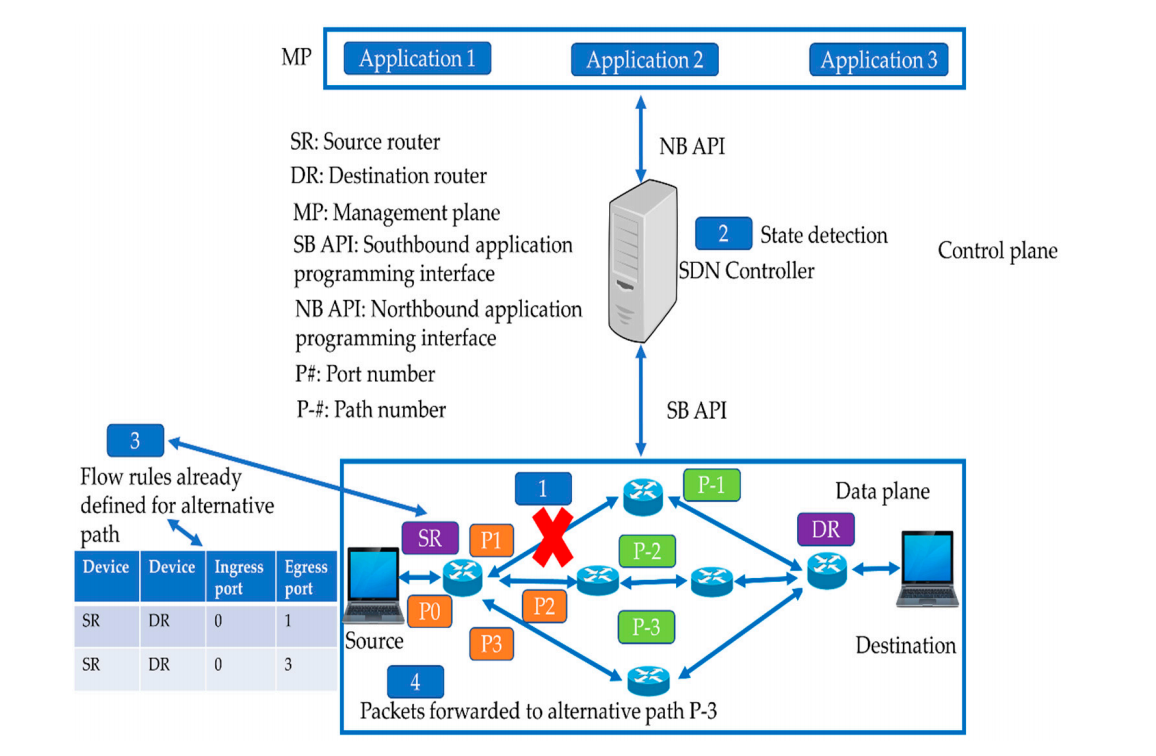 MP
Application 1
Application 2
Application 3
SR: Source router
NB API
DR: Destination router
MP: Management plane
SB API: Southbound application
programming interface
NB API: Northbound application
programming interface
P#: Port number
P-#: Path number
2
State detection
SDN Controller
Control plane
SB API
3
Flow rules already
defined for alternative
path
Device Device Ingress port Egress port
SR DR 0 1
SR DR 0 3
1
P-1
Data plane
SR
P1
DR
P-2
P0
P2
P-3
P3
Source
Destination
4
Packets forwarded to alternative path P-3